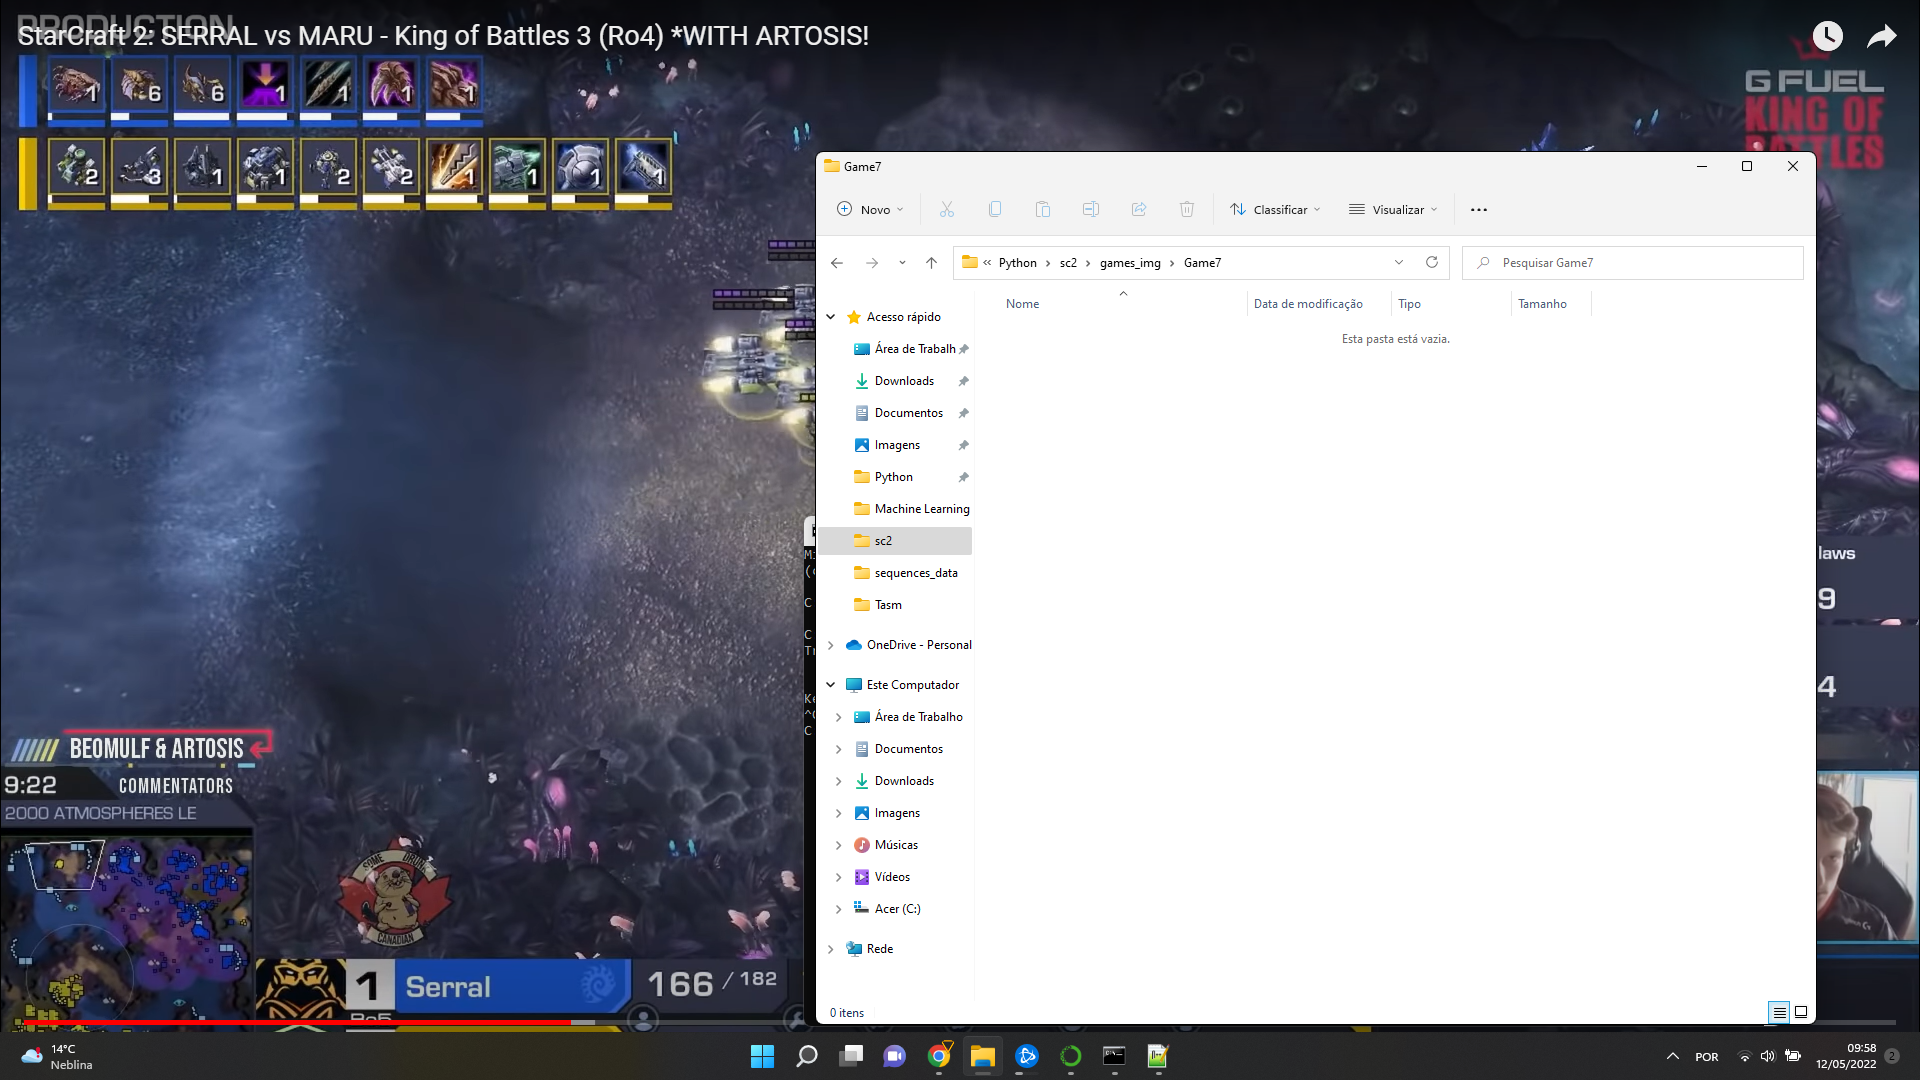 PRODUCTION
StarCraft 2: SERRAL vs MARU - King of Battles 3 (Ro4) *WITH ARTOSIS!
1 6 6 1 1 1 1
2 3 1 1 2 2 1 1 1 1
G FUEL
KING OF
BATTLES
Game7
Novo
Classificar
Visualizar
Python
sc2
games_img
Game7
Pesquisar Game7
Nome
Data de modificação
Tipo
Tamanho
Esta pasta está vazia.
Acesso rápido
Área de Trabalh
Downloads
Documentos
Imagens
Python
Machine Learning
sc2
sequences_data
Tasm
OneDrive - Personal
Este Computador
Área de Trabalho
Documentos
Downloads
Imagens
Músicas
Vídeos
Acer (C:)
Rede
0 itens
laws
9
4
BEOMULF & ARTOSIS
COMMENTATORS
9:22
2000 ATMOSPHERES LE
SOME DRUNK
CANADIAN
1 Serral 166 / 182
Bo5
14°C
Neblina
POR
09:58
12/05/2022
2